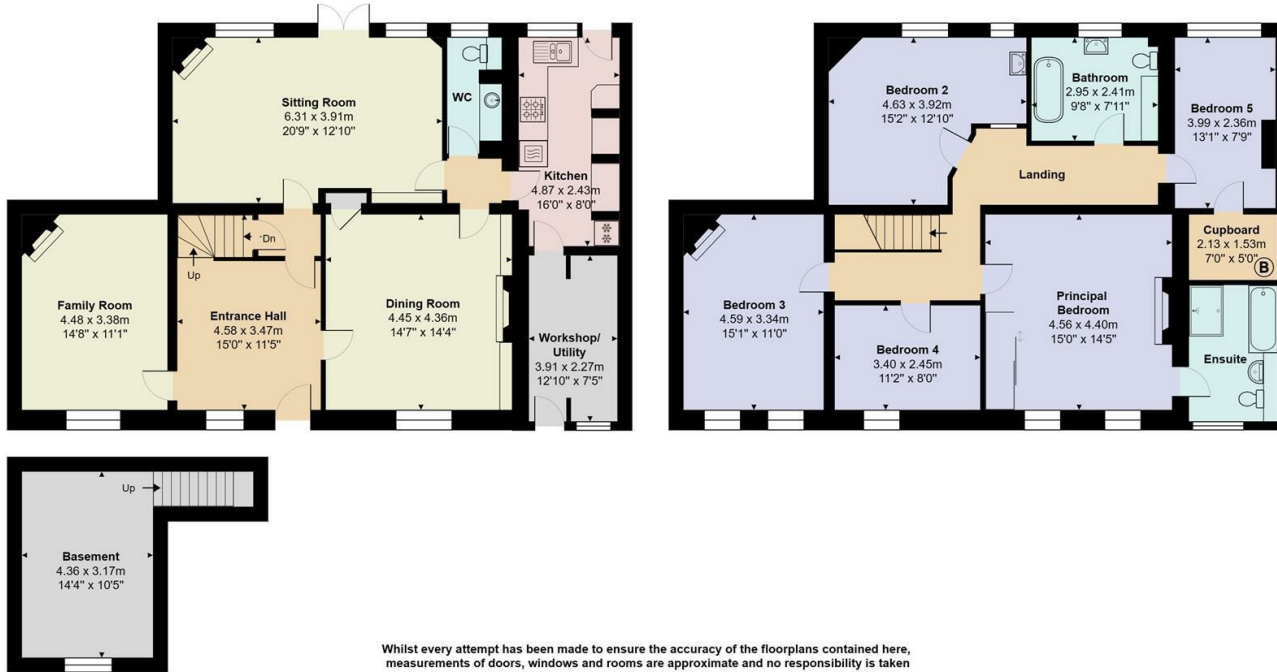 Sitting Room
6.31 x 3.91m
20'9" x 12'10"
WC
Kitchen
4.87 x 2.43m
16'0" x 8'0"
Dn
Up
Family Room
4.48 x 3.38m
14'8" x 11'1"
Entrance Hall
4.58 x 3.47m
15'0" x 11'5"
Dining Room
4.45 x 4.36m
14'7" x 14'4"
Workshop/
Utility
3.91 x 2.27m
12'10" x 7'5"
Bedroom 2
4.63 x 3.92m
15'2" x 12'10"
Bathroom
2.95 x 2.41m
9'8" x 7'11"
Bedroom 5
3.99 x 2.36m
13'1" x 7'9"
Landing
Cupboard
2.13 x 1.53m
7'0" x 5'0"
B
Bedroom 3
4.59 x 3.34m
15'1" x 11'0"
Bedroom 4
3.40 x 2.45m
11'2" x 8'0"
Principal
Bedroom
4.56 x 4.40m
15'0" x 14'5"
Ensuite
Up
Basement
4.36 x 3.17m
14'4" x 10'5"
Whilst every attempt has been made to ensure the accuracy of the floorplans contained here,
measurements of doors, windows and rooms are approximate and no responsibility is taken